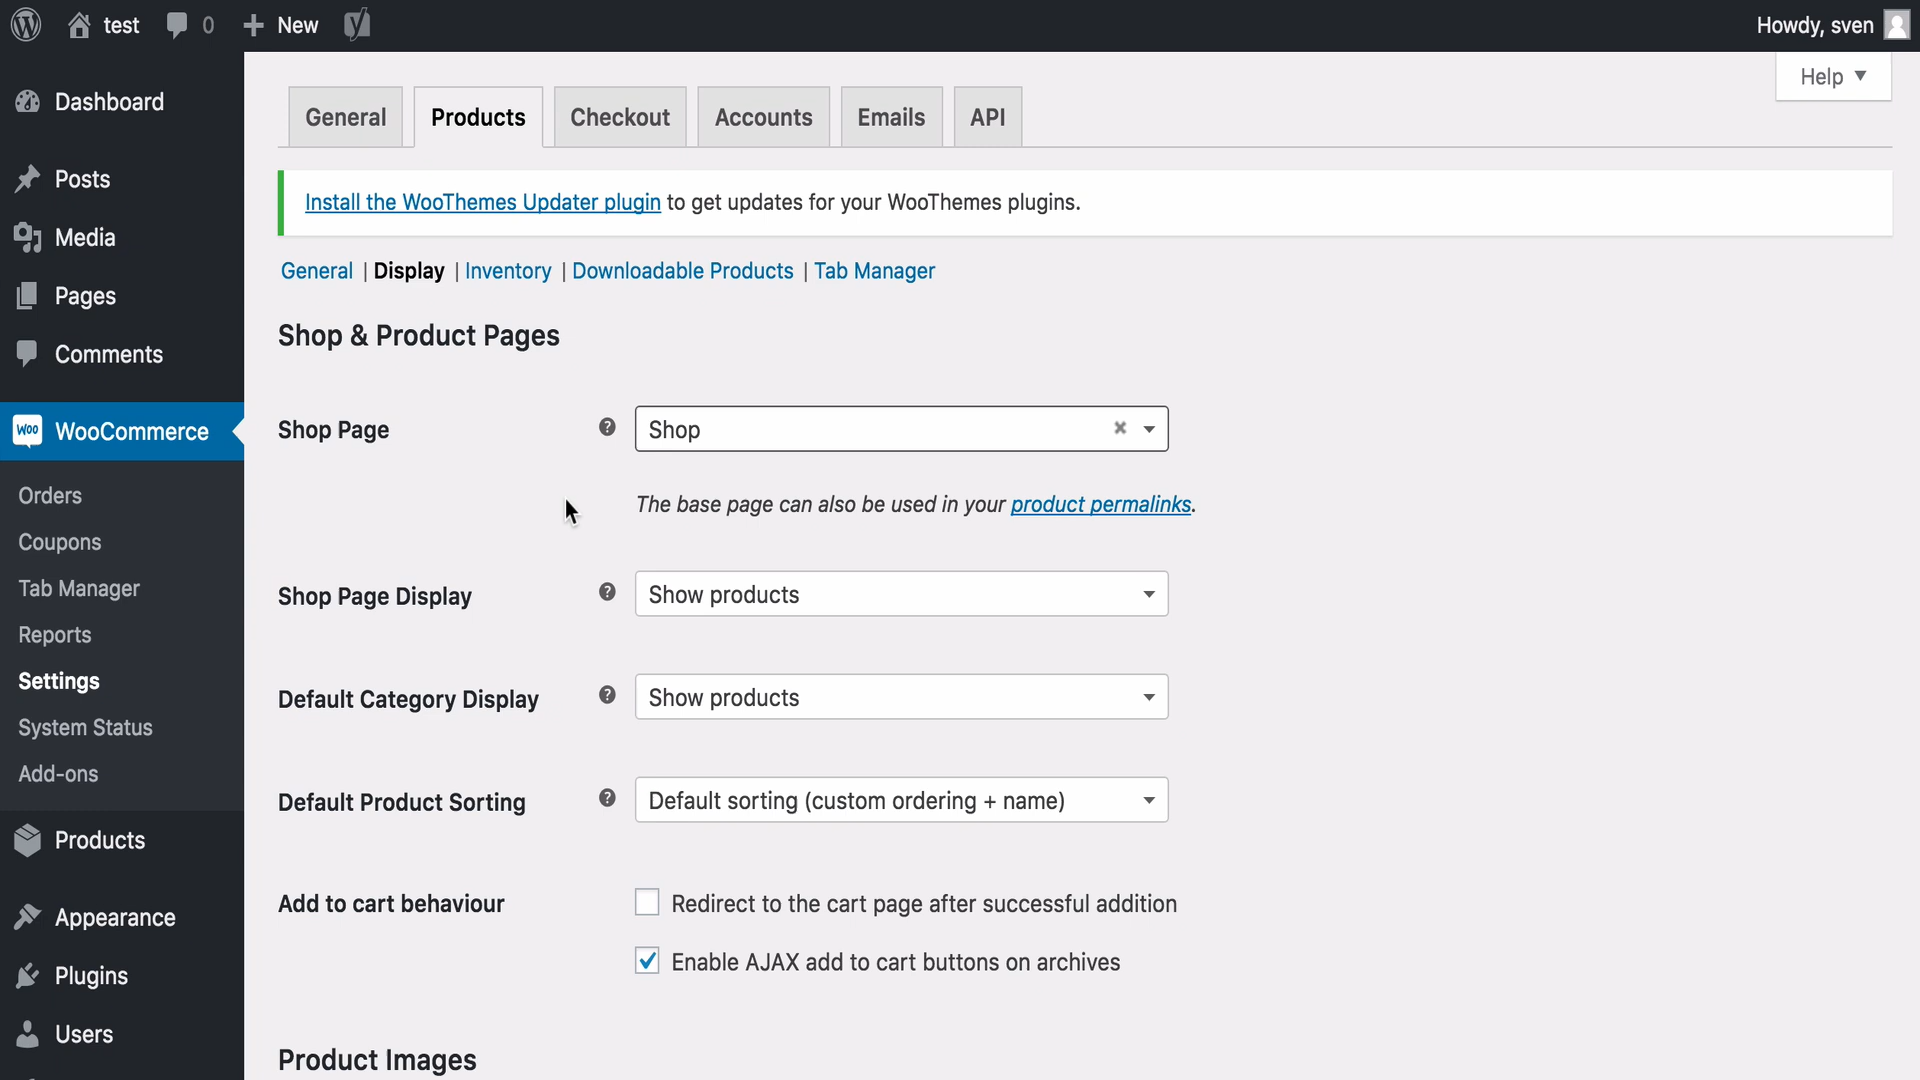 test 0 New Howdy, sven
Help
Dashboard
Posts
Media
Pages
Comments
WOO WooCommerce
Orders
Coupons
Tab Manager
Reports
Settings
System Status
Add-ons
Products
Appearance
Plugins
Users
General Products Checkout Accounts Emails API
Install the WooThemes Updater plugin to get updates for your WooThemes plugins.
General | Display | Inventory | Downloadable Products | Tab Manager
Shop & Product Pages
Shop Page ? Shop
The base page can also be used in your product permalinks.
Shop Page Display ? Show products
Default Category Display ? Show products
Default Product Sorting ? Default sorting (custom ordering + name)
Add to cart behaviour Redirect to the cart page after successful addition
Enable AJAX add to cart buttons on archives
Product Images